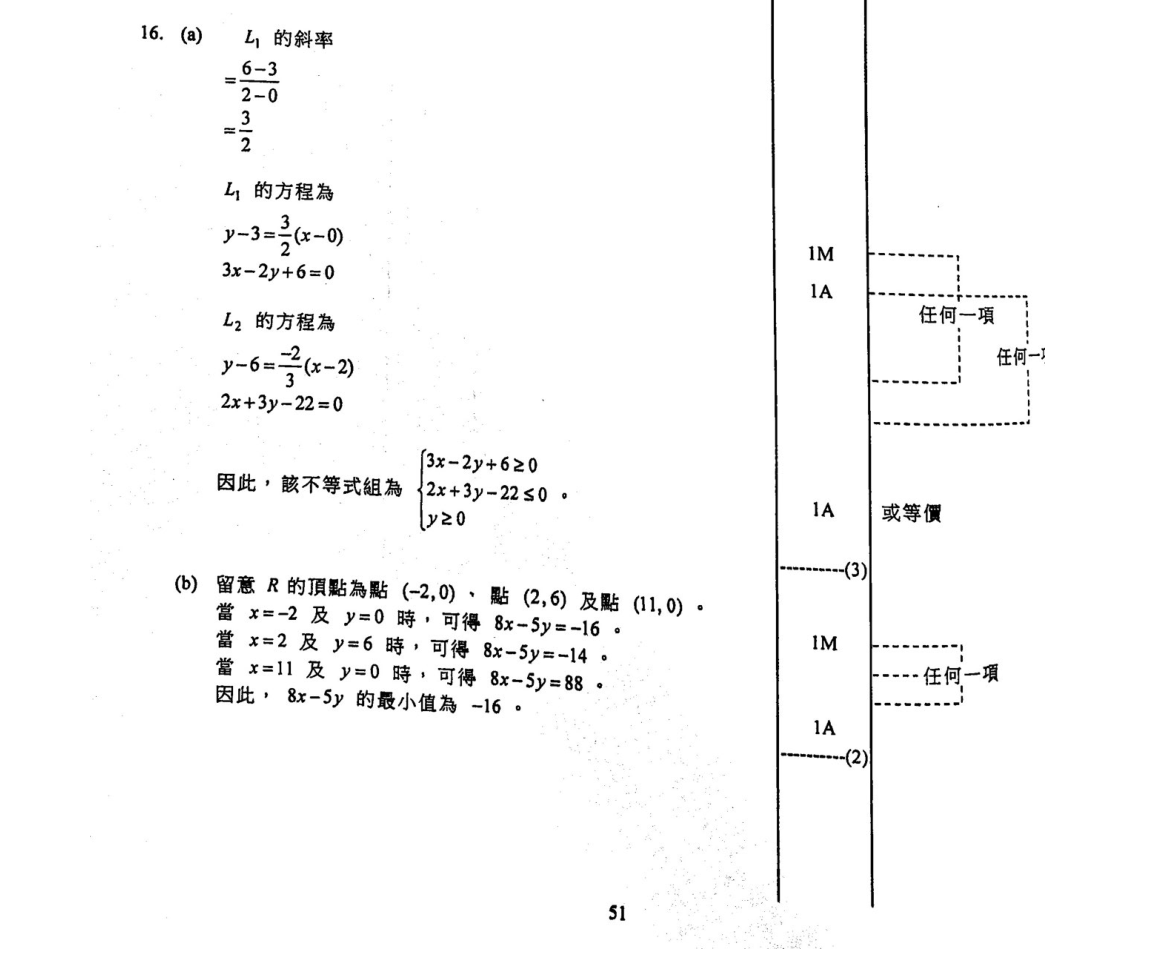 16. (a) L₁ 的斜率
=(6−3)/(2−0)
=3/2
L₁ 的方程為
y−3=3/2(x−0) 1M
3x−2y+6=0 1A
任何一項
L₂ 的方程為
任何一
y−6=−2/3(x−2)
2x+3y−22=0
因此，該不等式組為 {3x−2y+6≥0
2x+3y−22≤0 。
y≥0
1A 或等價
(3)
(b) 留意 R 的頂點為點 (−2,0) 、 點 (2,6) 及點 (11,0) 。
當 x=−2 及 y=0 時，可得 8x−5y=−16 。
當 x=2 及 y=6 時，可得 8x−5y=−14 。 1M
當 x=11 及 y=0 時，可得 8x−5y=88 。 任何一項
因此， 8x−5y 的最小值為 −16 。 1A
(2)
51